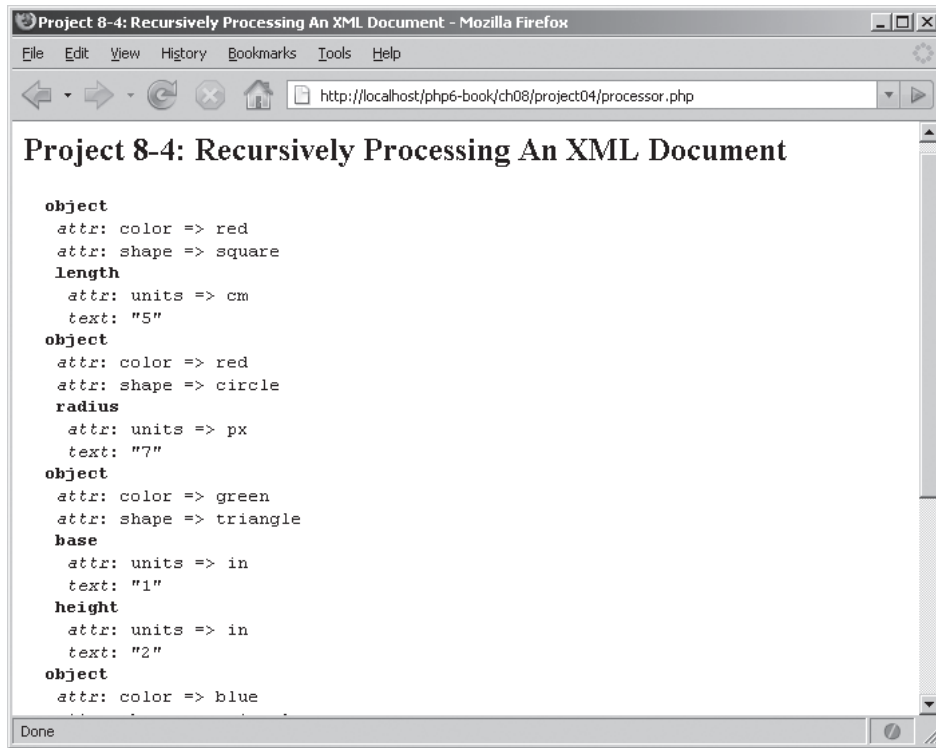 Project 8-4: Recursively Processing An XML Document - Mozilla Firefox
File Edit View History Bookmarks Tools Help
http://localhost/php6-book/ch08/project04/processor.php
Project 8-4: Recursively Processing An XML Document
object
attr: color => red
attr: shape => square
length
attr: units => cm
text: "5"
object
attr: color => red
attr: shape => circle
radius
attr: units => px
text: "7"
object
attr: color => green
attr: shape => triangle
base
attr: units => in
text: "1"
height
attr: units => in
text: "2"
object
attr: color => blue
Done